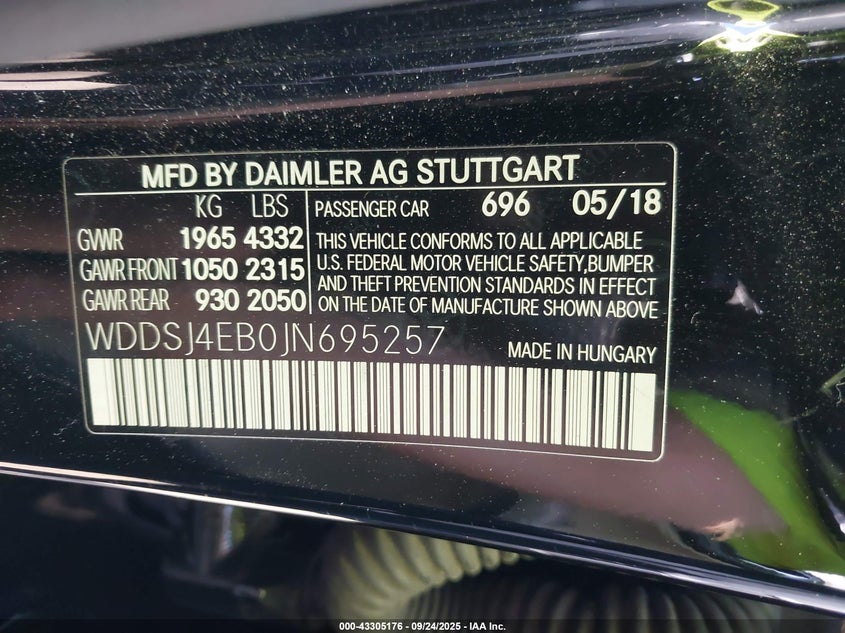 MFD BY DAIMLER AG STUTTGART
KG LBS
GVWR 1965 4332
GAWR FRONT 1050 2315
GAWR REAR 930 2050
PASSENGER CAR 696 05/18
THIS VEHICLE CONFORMS TO ALL APPLICABLE
U.S. FEDERAL MOTOR VEHICLE SAFETY,BUMPER
AND THEFT PREVENTION STANDARDS IN EFFECT
ON THE DATE OF MANUFACTURE SHOWN ABOVE
WDDSJ4EB0JN695257
MADE IN HUNGARY
000-43305176 - 09/24/2025 - IAA Inc.